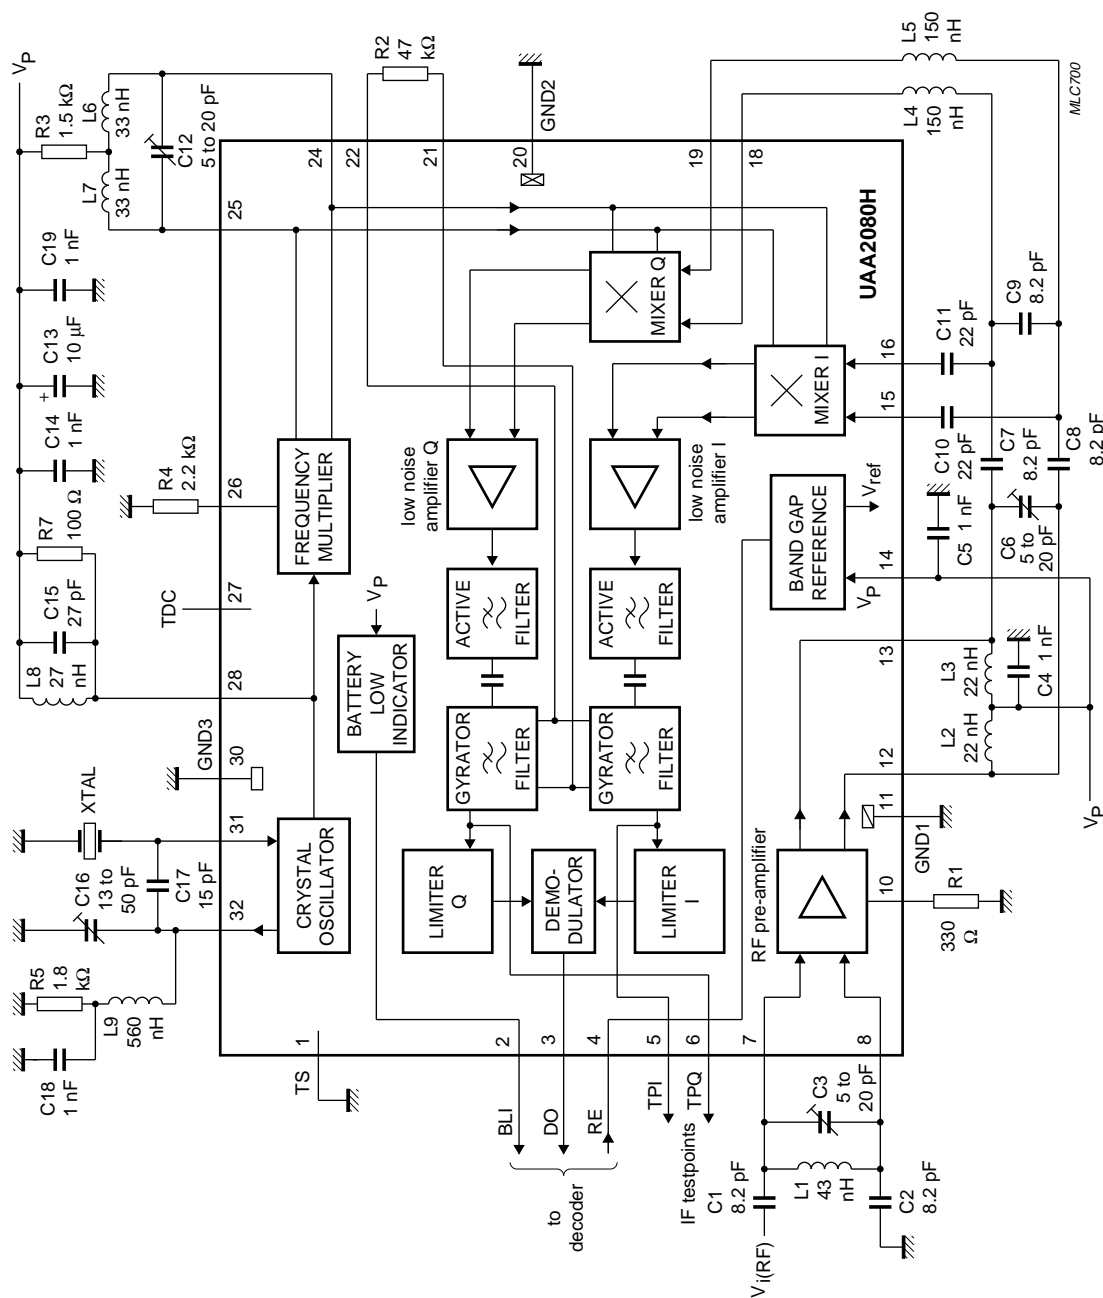 VP
R3
1.5 kΩ
L6
33 nH
L7
33 nH
C12
5 to 20 pF
C19
1 nF
C13
10 µF
+
C14
1 nF
R7
100 Ω
C15
27 pF
L8
27
nH
R4
2.2 kΩ
R2
47
kΩ
GND2
L5
150
nH
L4
150
nH
MLC700
XTAL
C16
13 to
50 pF
C17
15 pF
R5
1.8
kΩ
L9
560
nH
C18
1 nF
TDC
GND3
TS
1
32
31
30
28
27
26
25
24
22
21
20
19
18
16
15
14
13
12
11
10
8
7
6
5
4
3
2
UAA2080H
CRYSTAL
OSCILLATOR
FREQUENCY
MULTIPLIER
BATTERY
LOW
INDICATOR
VP
low noise
amplifier Q
low noise
amplifier I
MIXER Q
MIXER I
ACTIVE
FILTER
ACTIVE
FILTER
GYRATOR
FILTER
GYRATOR
FILTER
LIMITER
Q
DEMO-
DULATOR
LIMITER
I
BAND GAP
REFERENCE
Vref
VP
RF pre-amplifier
BLI
DO
RE
to
decoder
TPI
TPQ
IF testpoints
C1
8.2 pF
Vi(RF)
L1
43
nH
C2
8.2 pF
C3
5 to
20 pF
R1
330
Ω
GND1
VP
L2
22 nH
L3
22 nH
C4
1 nF
C5
1 nF
C6
5 to
20 pF
C7
8.2 pF
C8
8.2 pF
C9
8.2 pF
C10
22 pF
C11
22 pF